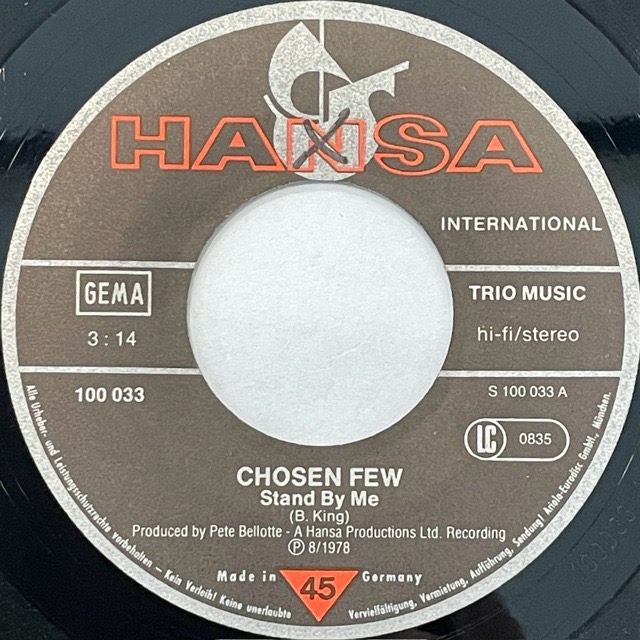 HANSA
INTERNATIONAL
GEMA
TRIO MUSIC
3 : 14
hi-fi/stereo
100 033
S 100 033 A
LC 0835
CHOSEN FEW
Stand By Me
(B. King)
Produced by Pete Bellotte - A Hansa Productions Ltd. Recording
Ⓟ 8/1978
Made in 45 Germany
Alle Urheber- und Leistungsschutzrechte vorbehalten - Kein Verleih! Keine unerlaubte Vervielfältigung, Vermietung, Aufführung, Sendung! Ariola-Eurodisc GmbH., München.